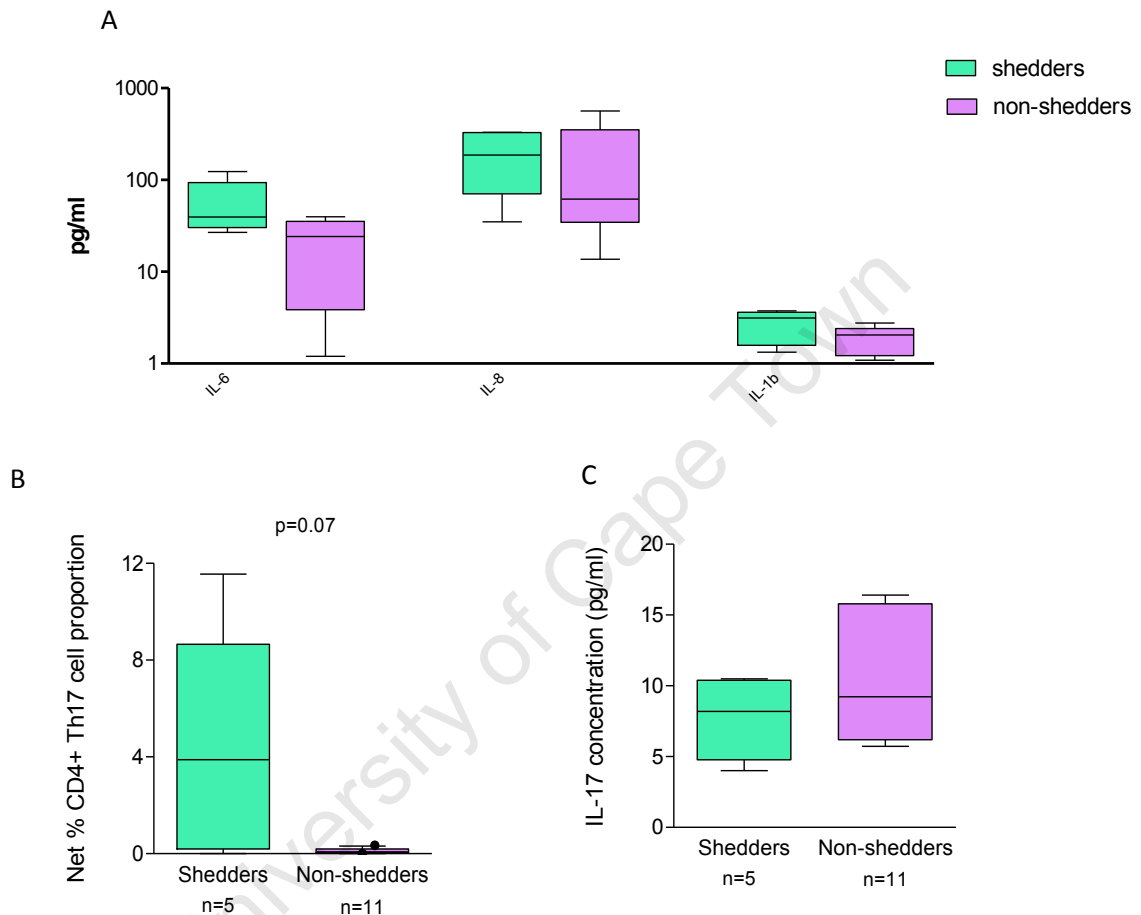 A
shedders
non-shedders
1000
100
10
1
pg/ml
IL-6
IL-8
IL-1b
B
p=0.07
12
8
4
0
Net % CD4+ Th17 cell proportion
Shedders
Non-shedders
n=5
n=11
C
20
15
10
5
0
IL-17 concentration (pg/ml)
Shedders
Non-shedders
n=5
n=11
University of Cape Town